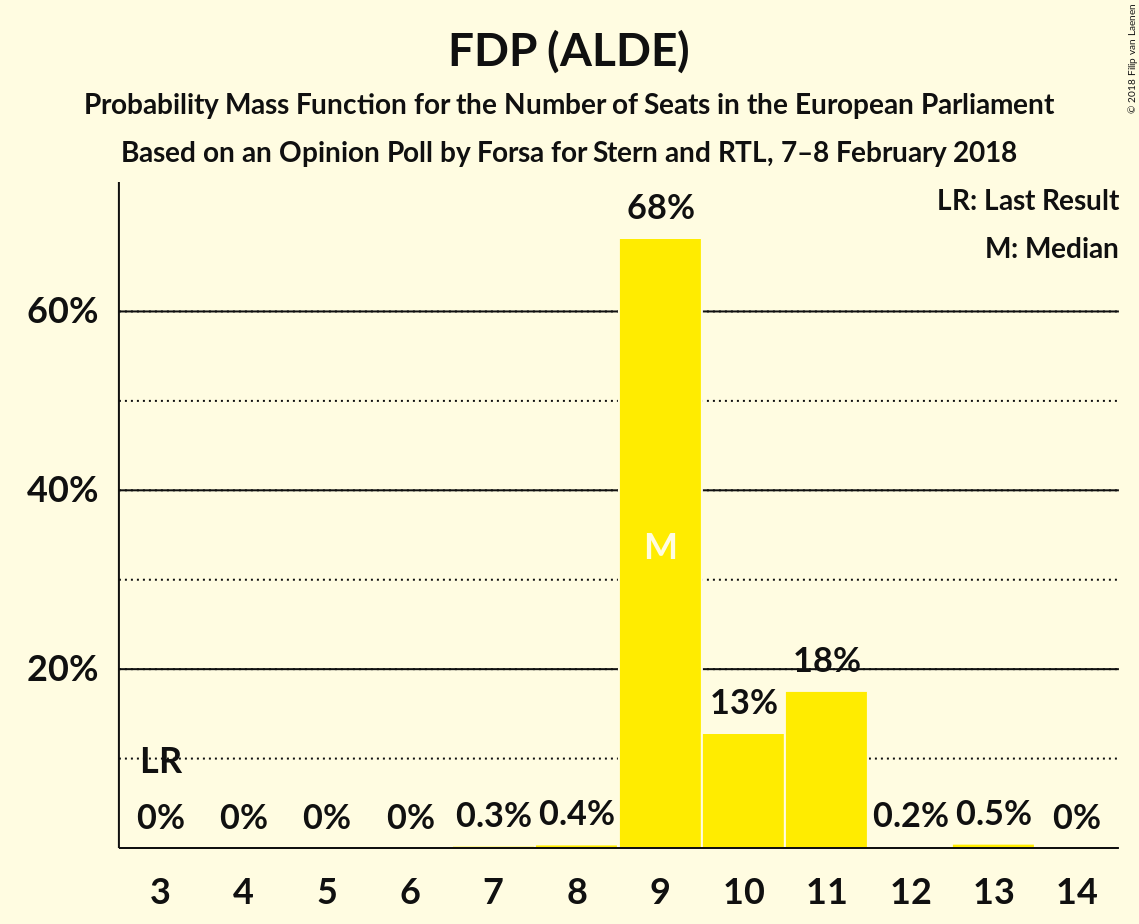 FDP (ALDE)
Probability Mass Function for the Number of Seats in the European Parliament
Based on an Opinion Poll by Forsa for Stern and RTL, 7–8 February 2018
© 2018 Filip van Laenen
LR: Last Result
M: Median
68%
60%
40%
M
20%
18%
13%
LR
0% 0% 0% 0% 0.3% 0.4% 0.2% 0.5% 0%
3 4 5 6 7 8 9 10 11 12 13 14